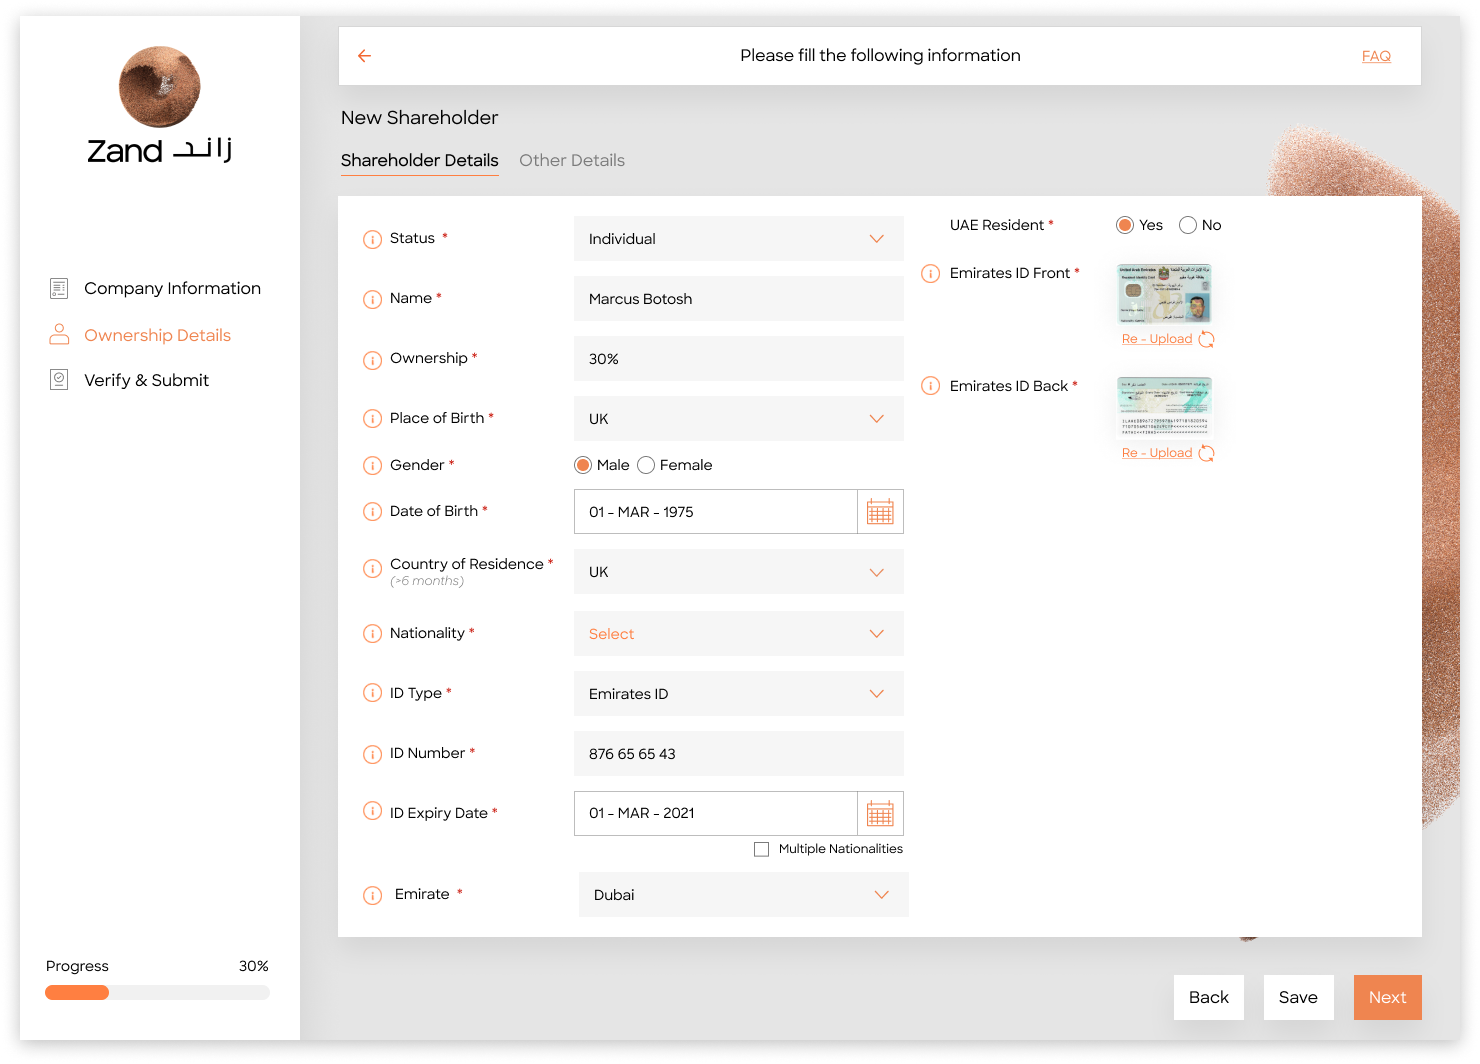 Zand زاند
Company Information
Ownership Details
Verify & Submit
Progress 30%
Please fill the following information
FAQ
New Shareholder
Shareholder Details Other Details
Status * Individual
Name * Marcus Botosh
Ownership * 30%
Place of Birth * UK
Gender * Male Female
Date of Birth * 01 - MAR - 1975
Country of Residence * UK
(>6 months)
Nationality * Select
ID Type * Emirates ID
ID Number * 876 65 65 43
ID Expiry Date * 01 - MAR - 2021
Multiple Nationalities
Emirate * Dubai
UAE Resident * Yes No
Emirates ID Front *
United Arab Emirates
Re - Upload
Emirates ID Back *
Re - Upload
Back Save Next